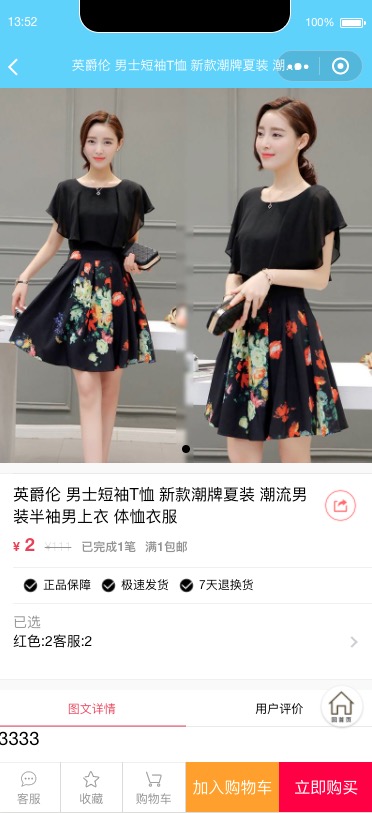 13:52
100%
英爵伦 男士短袖T恤 新款潮牌夏装 潮
英爵伦 男士短袖T恤 新款潮牌夏装 潮流男
装半袖男上衣 体恤衣服
¥ 2 ¥111 已完成1笔 满1包邮
正品保障 极速发货 7天退换货
已选
红色:2客服:2
图文详情 用户评价
3333
客服 收藏 购物车 加入购物车 立即购买